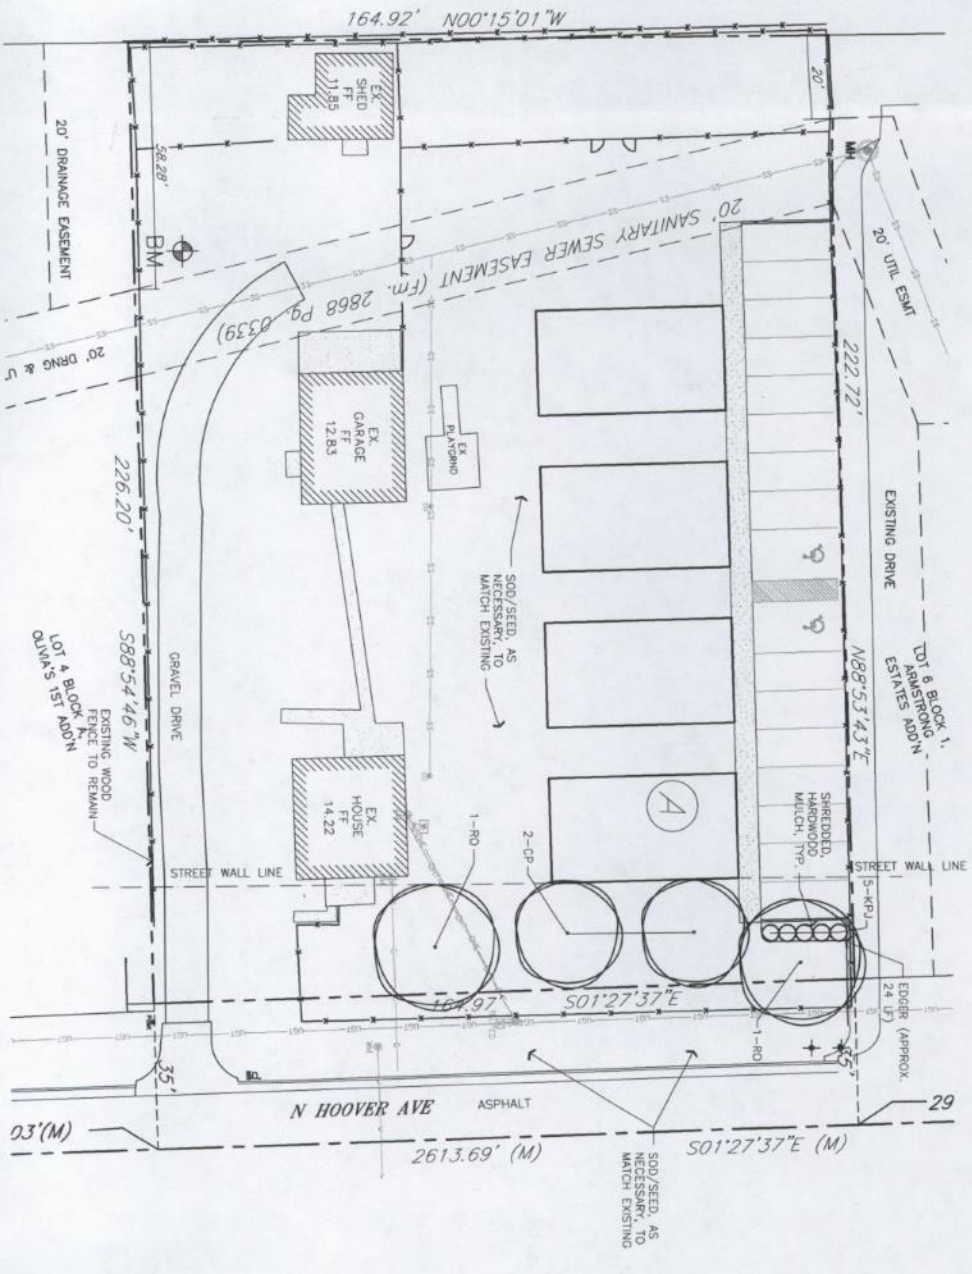 164.92' N00°15'01"W
20'
EX.
SHED
FF
11.85
20' DRAINAGE EASEMENT
58.28'
BM
MH
20' UTIL ESMT
20' SANITARY SEWER EASEMENT (Fm. 2868 Pg. 0339)
20' DRNG & U
222.72'
EX.
GARAGE
FF
12.83
EX
PLAYGRND
226.20'
EXISTING DRIVE
SOD/SEED, AS
NECESSARY, TO
MATCH EXISTING
LOT 6 BLOCK 1,
ARMSTRONG
ESTATES ADD'N
N88°53'43"E
S88°54'46"W
GRAVEL DRIVE
LOT 4 BLOCK A,
OLIVIA'S 1ST ADD'N
EXISTING WOOD
FENCE TO REMAIN
EX.
HOUSE
FF
14.22
A
SHREDDED,
HARDWOOD
MULCH, TYP.
1-RO
2-CP
STREET WALL LINE
STREET WALL LINE
5-KPJ
EDGER (APPROX.
24 LF)
164.97' S01°27'37"E
1-RO
35'
35'
N HOOVER AVE
ASPHALT
29
03'(M)
2613.69' (M)
S01°27'37"E (M)
SOD/SEED, AS
NECESSARY, TO
MATCH EXISTING